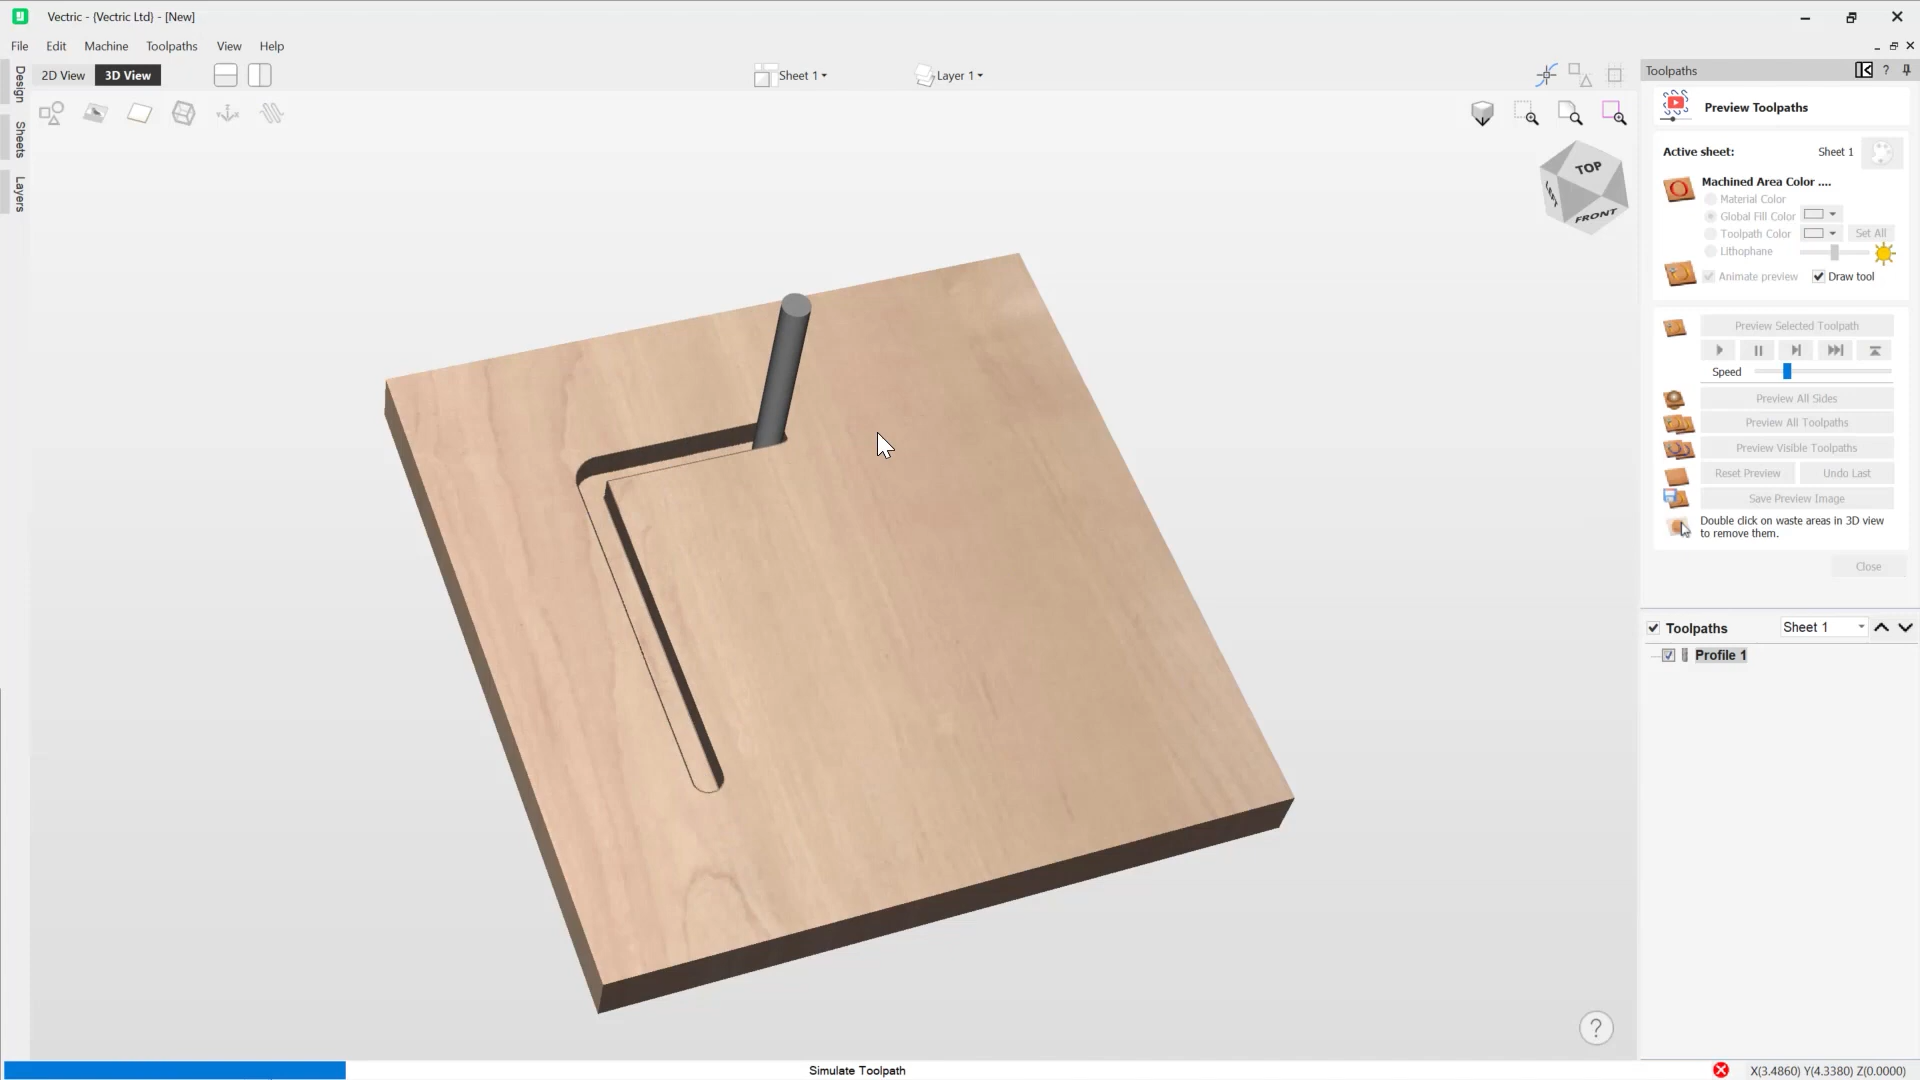 Vectric - {Vectric Ltd} - [New]
File Edit Machine Toolpaths View Help
2D View 3D View Sheet 1 Layer 1
Design
Sheets
Layers
TOP
FRONT
Toolpaths ?
Preview Toolpaths
Active sheet: Sheet 1
Machined Area Color ....
Material Color
Global Fill Color
Toolpath Color Set All
Lithophane
Animate preview Draw tool
Preview Selected Toolpath
Speed
Preview All Sides
Preview All Toolpaths
Preview Visible Toolpaths
Reset Preview Undo Last
Save Preview Image
Double click on waste areas in 3D view
to remove them.
Close
Toolpaths Sheet 1
Profile 1
?
Simulate Toolpath
X(3.4860) Y(4.3380) Z(0.0000)